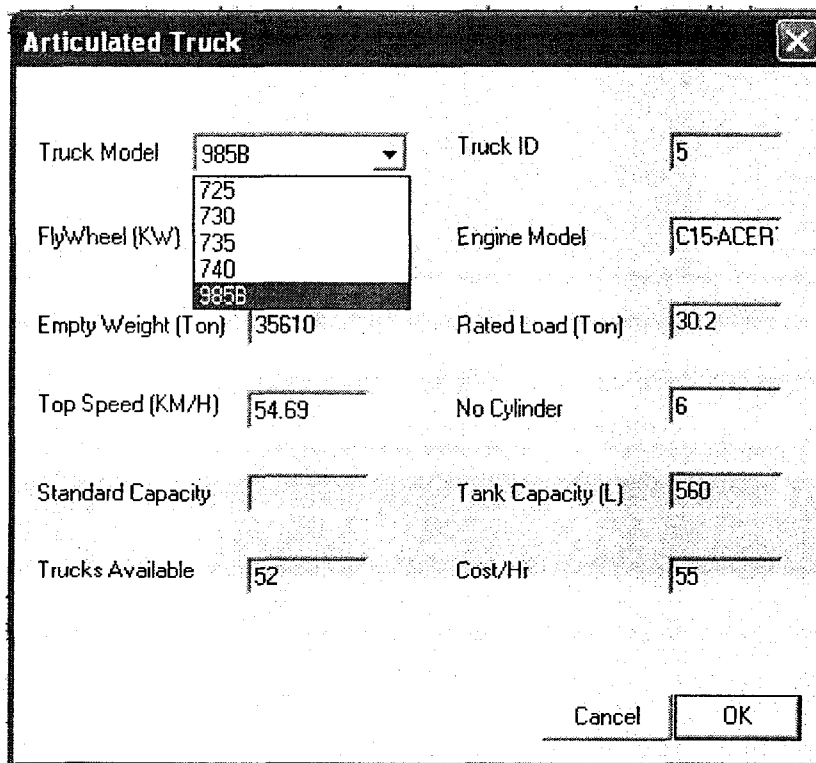 Articulated Truck
Truck Model 985B Truck ID 5
725
730
735
740
985B
FlyWheel (KW) Engine Model C15-ACER
Empty Weight (Ton) 35610 Rated Load (Ton) 30.2
Top Speed (KM/H) 54.69 No Cylinder 6
Standard Capacity Tank Capacity (L) 560
Trucks Available 52 Cost/Hr 55
Cancel OK